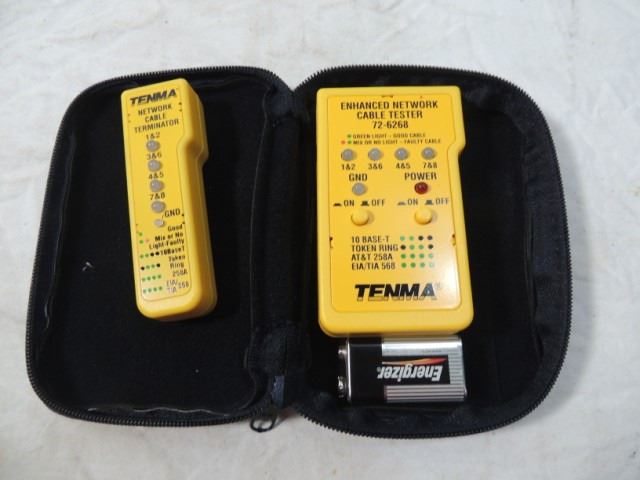 TENMA®
NETWORK
CABLE
TERMINATOR
1&2
3&6
4&5
7&8
GND
Good
Mix or No
Light-Faulty
10BaseT
Token
Ring
258A
EIA/
TIA 568
ENHANCED NETWORK
CABLE TESTER
72-6268
GREEN-LIGHT - GOOD CABLE
MIX OR NO LIGHT - FAULTY CABLE
1&2 3&6 4&5 7&8
GND POWER
ON OFF ON OFF
10 BASE-T
TOKEN RING
AT&T 258A
EIA/TIA 568
TENMA®
Energizer